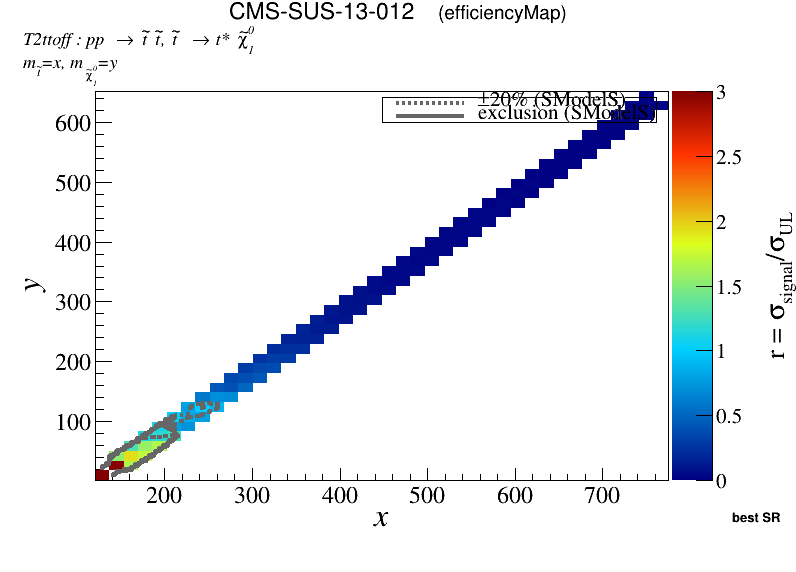 CMS-SUS-13-012 (efficiencyMap)
T2ttoff : pp → t̃ t̃, t̃ → t* χ̃⁰₁
m_t̃=x, m_χ̃⁰₁=y
±20% (SModelS)
exclusion (SModelS)
600
500
400
300
200
100
y
200 300 400 500 600 700
x
3
2.5
2
1.5
1
0.5
0
r = σ_signal/σ_UL
best SR